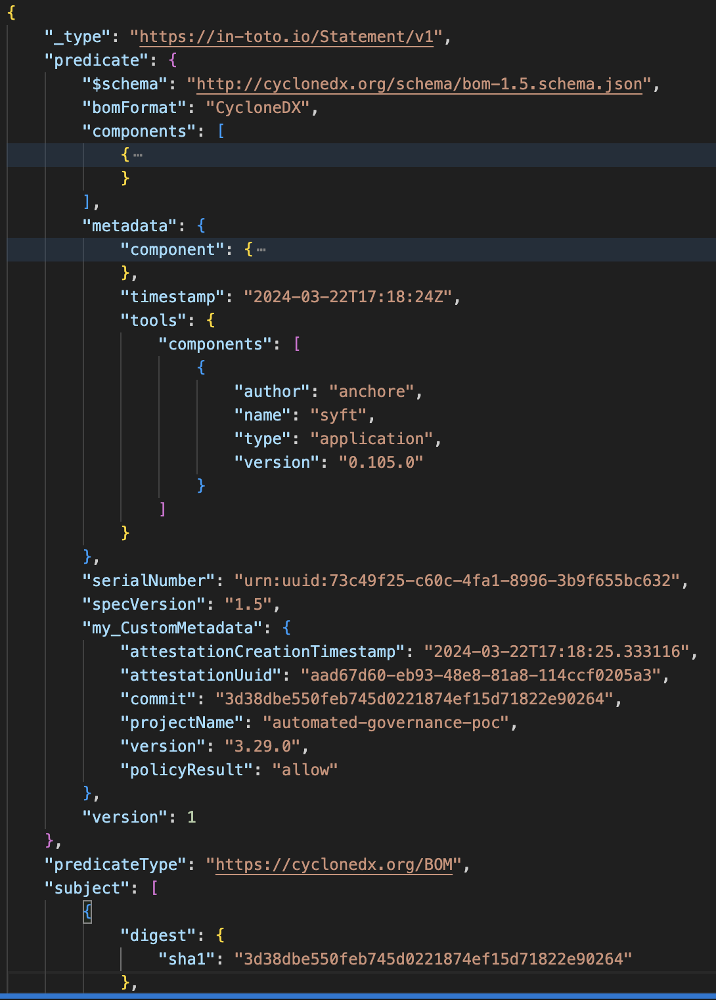 {
    "_type": "https://in-toto.io/Statement/v1",
    "predicate": {
        "$schema": "http://cyclonedx.org/schema/bom-1.5.schema.json",
        "bomFormat": "CycloneDX",
        "components": [
            {…
            }
        ],
        "metadata": {
            "component": {…
            },
            "timestamp": "2024-03-22T17:18:24Z",
            "tools": {
                "components": [
                    {
                        "author": "anchore",
                        "name": "syft",
                        "type": "application",
                        "version": "0.105.0"
                    }
                ]
            }
        },
        "serialNumber": "urn:uuid:73c49f25-c60c-4fa1-8996-3b9f655bc632",
        "specVersion": "1.5",
        "my_CustomMetadata": {
            "attestationCreationTimestamp": "2024-03-22T17:18:25.333116",
            "attestationUuid": "aad67d60-eb93-48e8-81a8-114ccf0205a3",
            "commit": "3d38dbe550feb745d0221874ef15d71822e90264",
            "projectName": "automated-governance-poc",
            "version": "3.29.0",
            "policyResult": "allow"
        },
        "version": 1
    },
    "predicateType": "https://cyclonedx.org/BOM",
    "subject": [
        {
            "digest": {
                "sha1": "3d38dbe550feb745d0221874ef15d71822e90264"
            },